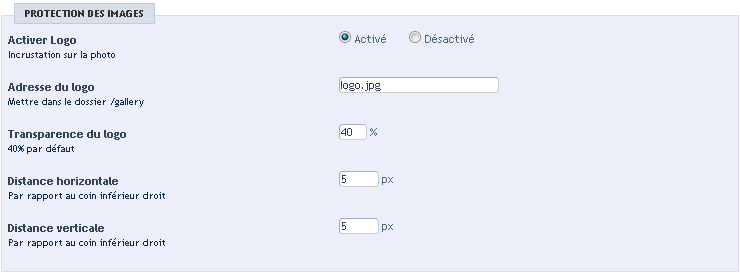 PROTECTION DES IMAGES
Activer Logo
Activé
Désactivé
Incrustation sur la photo
Adresse du logo
logo.jpg
Mettre dans le dossier /gallery
Transparence du logo
40 %
40% par défaut
Distance horizontale
5 px
Par rapport au coin inférieur droit
Distance verticale
5 px
Par rapport au coin inférieur droit